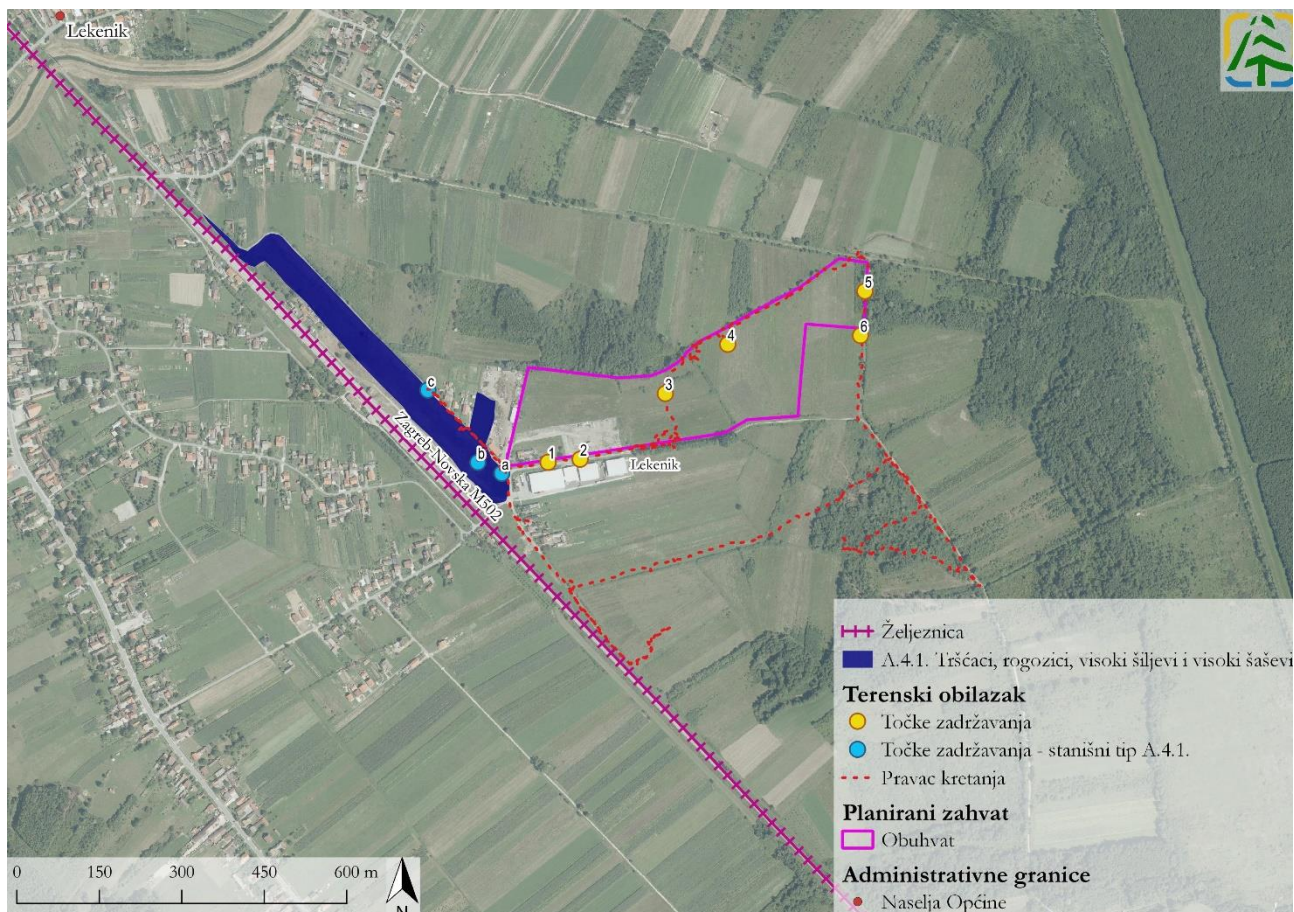 Lekenik
c
b
a
1
2
3
4
5
6
Lekenik
Zagreb-Novska M502
Željeznica
A.4.1. Tršćaci, rogozici, visoki šiljevi i visoki šaševi
Terenski obilazak
Točke zadržavanja
Točke zadržavanja - stanišni tip A.4.1.
Pravac kretanja
Planirani zahvat
Obuhvat
Administrativne granice
Naselja Općine
0 150 300 450 600 m
N